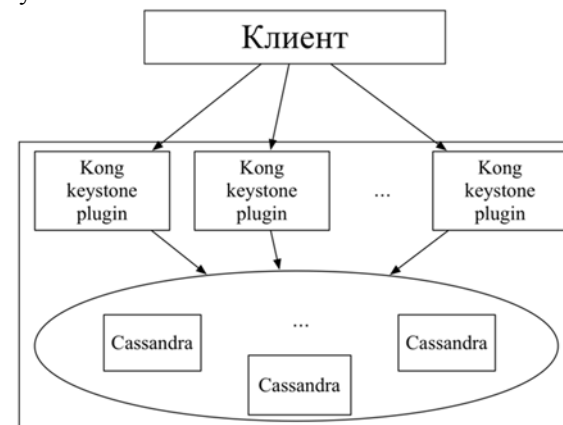 Клиент
Kong
keystone
plugin
Kong
keystone
plugin
...
Kong
keystone
plugin
...
Cassandra
Cassandra
Cassandra